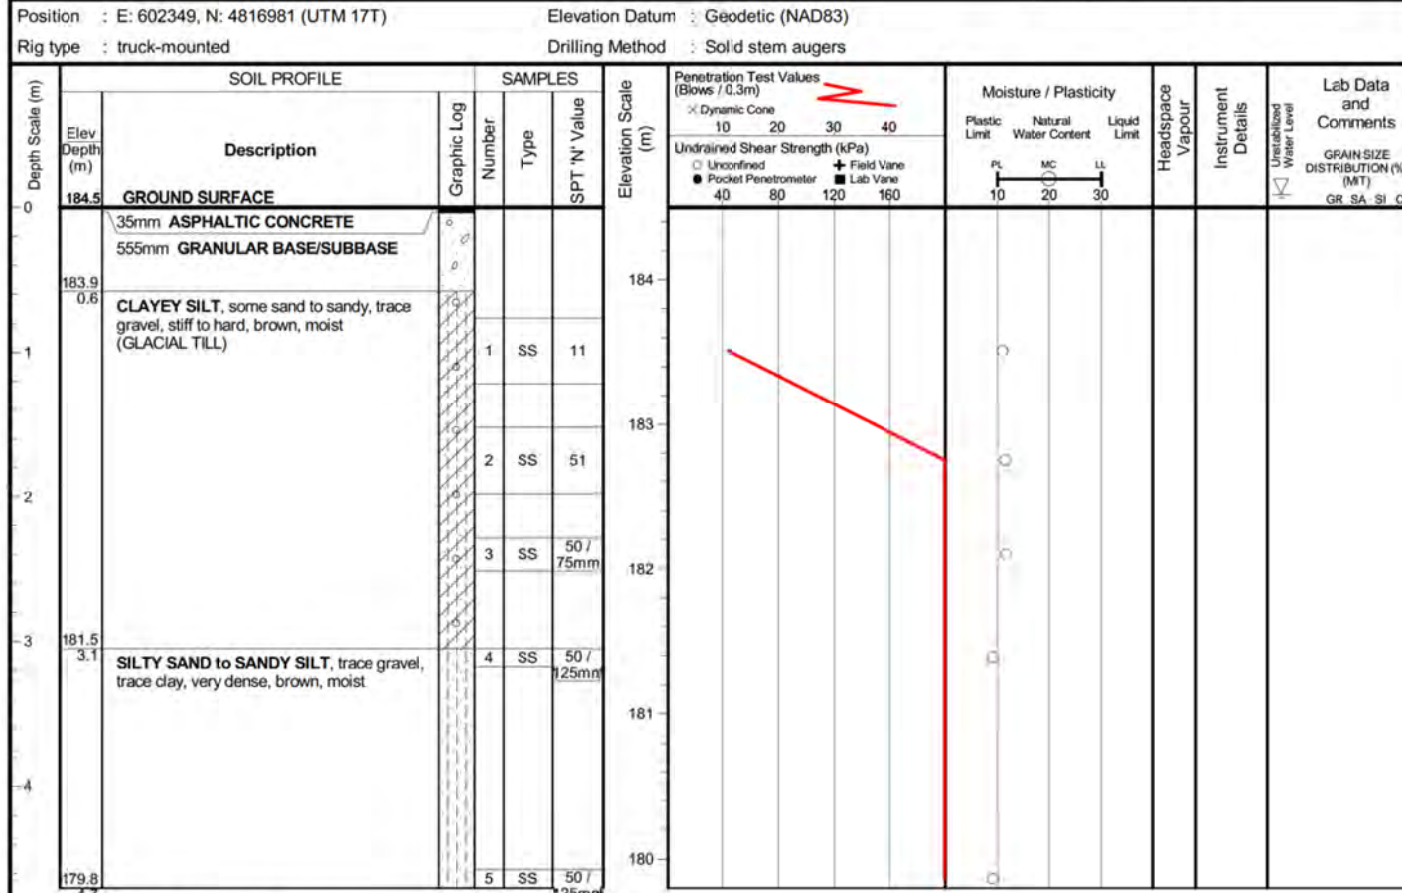 Position : E: 602349, N: 4816981 (UTM 17T) Elevation Datum : Geodetic (NAD83)
Rig type : truck-mounted Drilling Method : Solid stem augers
Depth Scale (m)
SOIL PROFILE
Elev
Depth
(m)
Description
184.5 GROUND SURFACE
Graphic Log
SAMPLES
Number
Type
SPT 'N' Value
Elevation Scale
(m)
Penetration Test Values
(Blows / 0.3m)
× Dynamic Cone
10 20 30 40
Undrained Shear Strength (kPa)
○ Unconfined + Field Vane
● Pocket Penetrometer ■ Lab Vane
40 80 120 160
Moisture / Plasticity
Plastic Natural Liquid
Limit Water Content Limit
PL MC LL
10 20 30
Headspace
Vapour
Instrument
Details
Unstabilized
Water Level
Lab Data
and
Comments
GRAIN SIZE
DISTRIBUTION (%
(MIT)
GR SA SI
0
35mm ASPHALTIC CONCRETE
555mm GRANULAR BASE/SUBBASE
184
183.9
0.6
CLAYEY SILT, some sand to sandy, trace
gravel, stiff to hard, brown, moist
(GLACIAL TILL)
1
1 SS 11
183
2 SS 51
2
3 SS 50 /
75mm
182
3
181.5
3.1
SILTY SAND to SANDY SILT, trace gravel,
trace clay, very dense, brown, moist
4 SS 50 /
125mm
181
4
180
179.8
5 SS 50 /